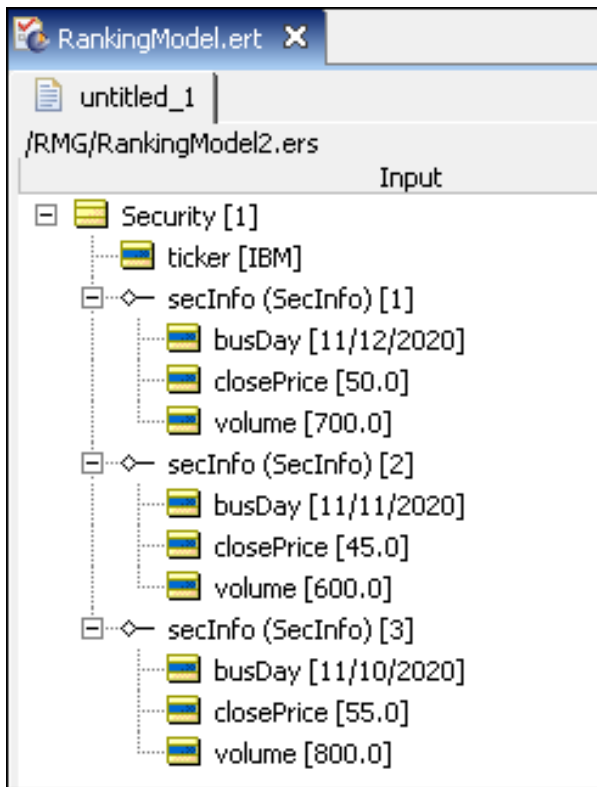 RankingModel.ert
untitled_1
/RMG/RankingModel2.ers
Input
Security [1]
ticker [IBM]
secInfo (SecInfo) [1]
busDay [11/12/2020]
closePrice [50.0]
volume [700.0]
secInfo (SecInfo) [2]
busDay [11/11/2020]
closePrice [45.0]
volume [600.0]
secInfo (SecInfo) [3]
busDay [11/10/2020]
closePrice [55.0]
volume [800.0]